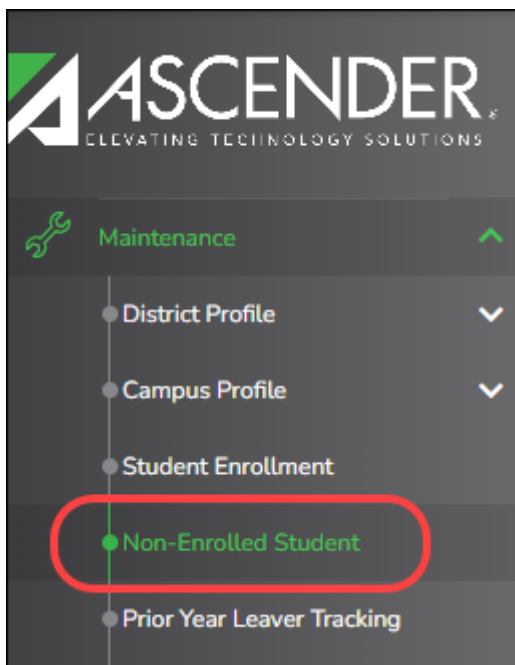 ASCENDER®
ELEVATING TECHNOLOGY SOLUTIONS
Maintenance
District Profile
Campus Profile
Student Enrollment
Non-Enrolled Student
Prior Year Leaver Tracking